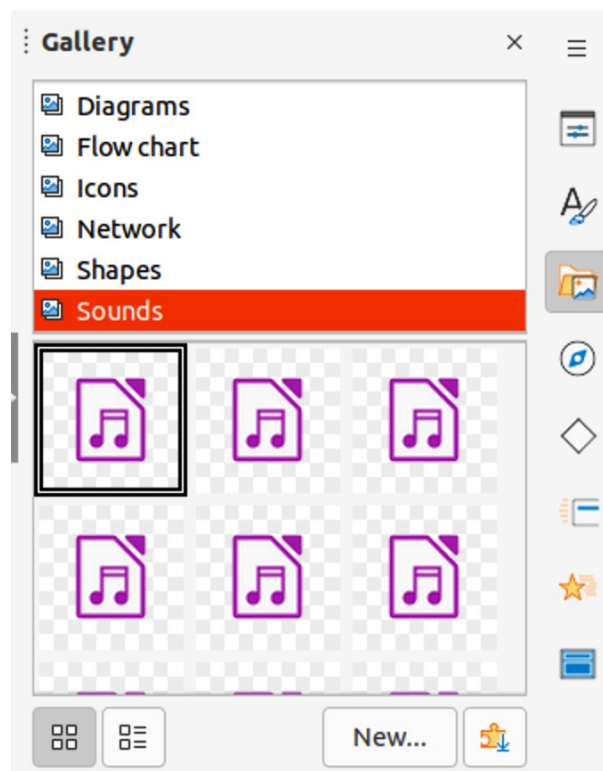 Gallery
Diagrams
Flow chart
Icons
Network
Shapes
Sounds
New...